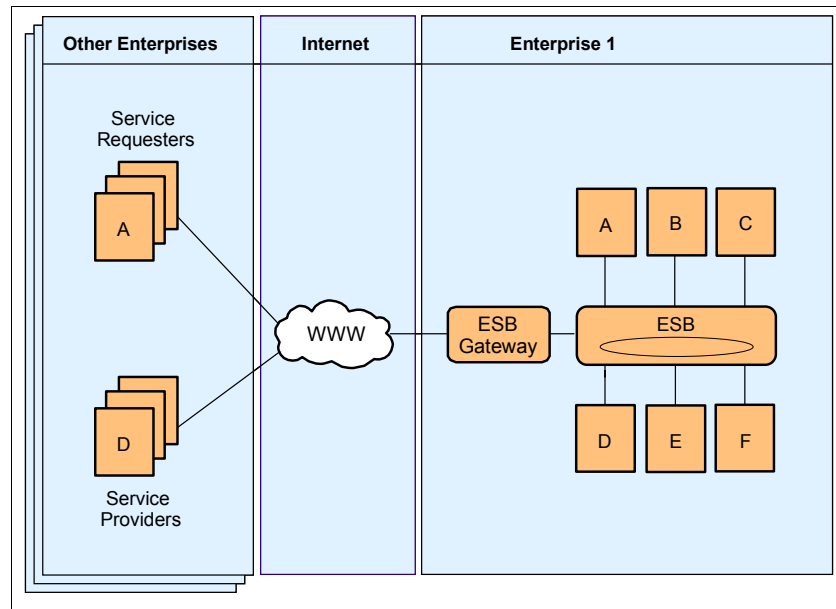 Other Enterprises
Internet
Enterprise 1
Service
Requesters
A
A
B
C
WWW
ESB
Gateway
ESB
D
D
E
F
Service
Providers